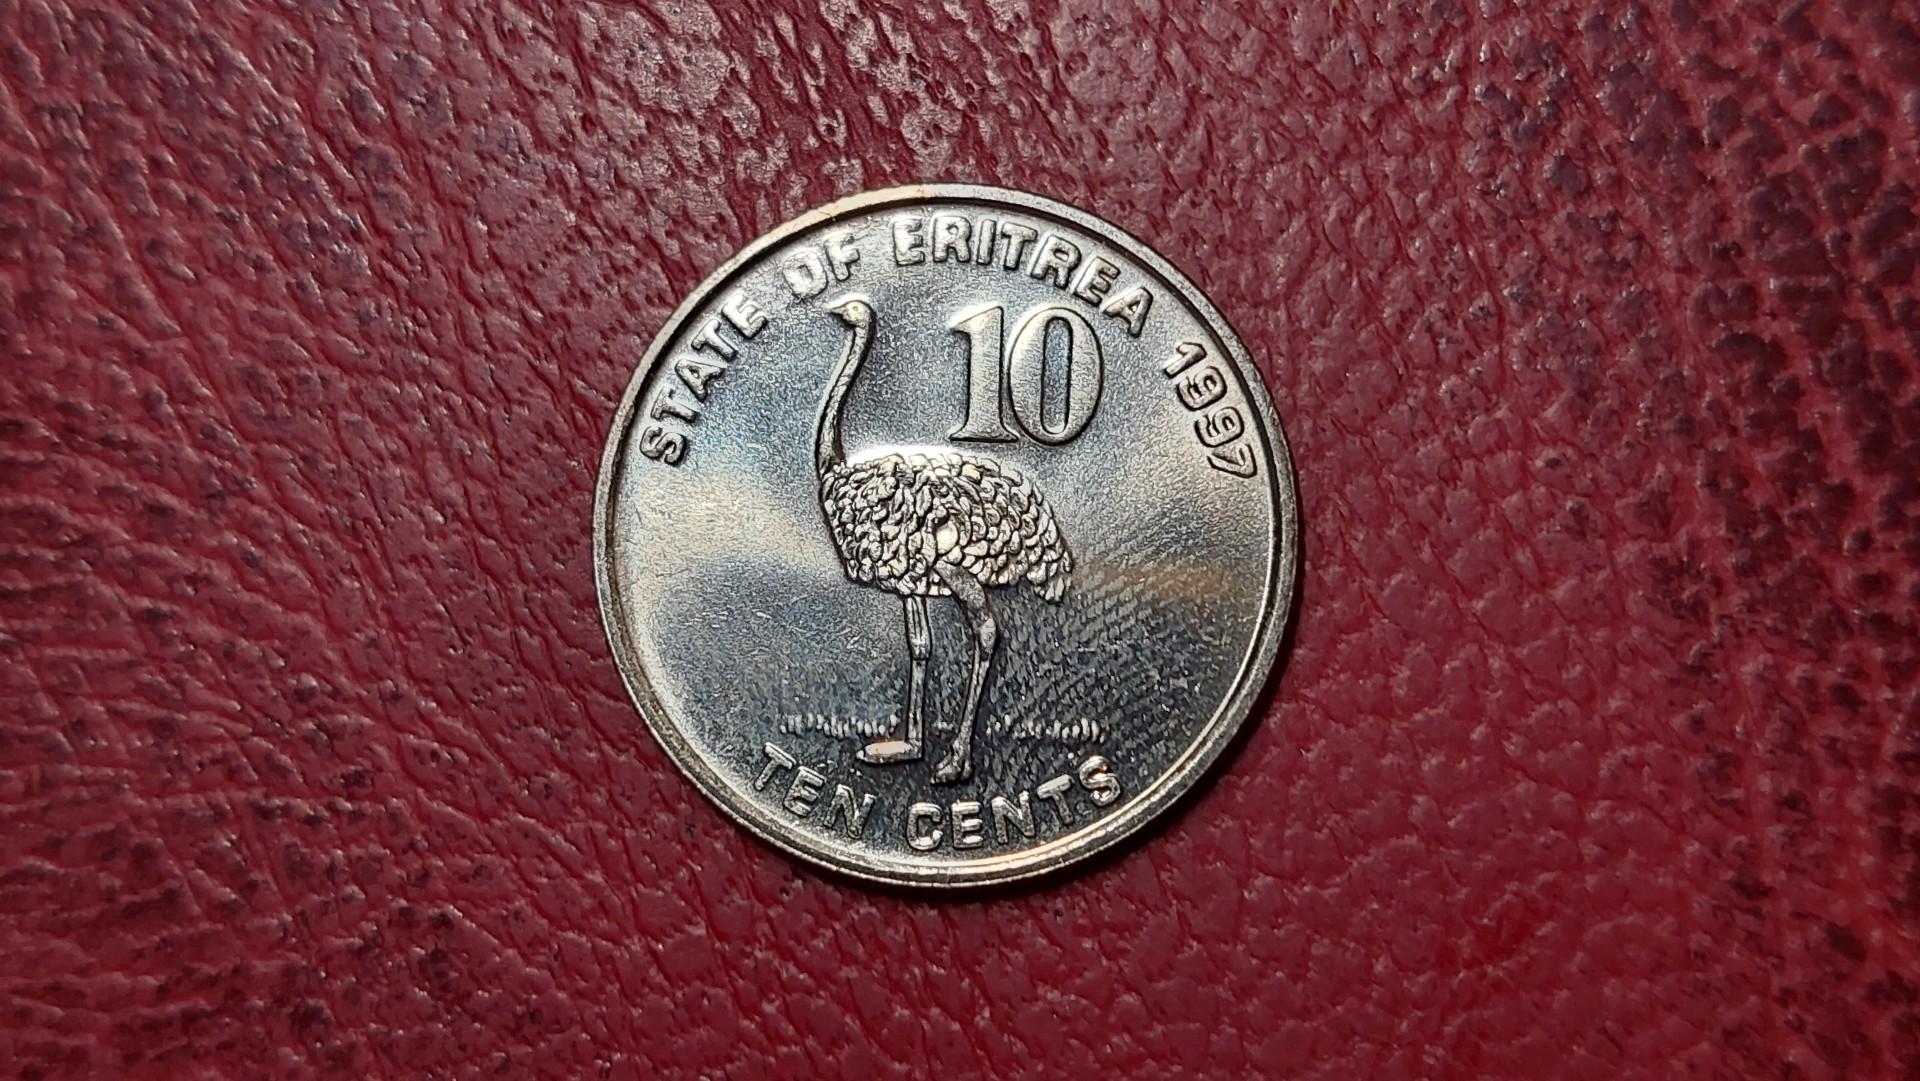 STATE OF ERITREA 1997
10
TEN CENTS